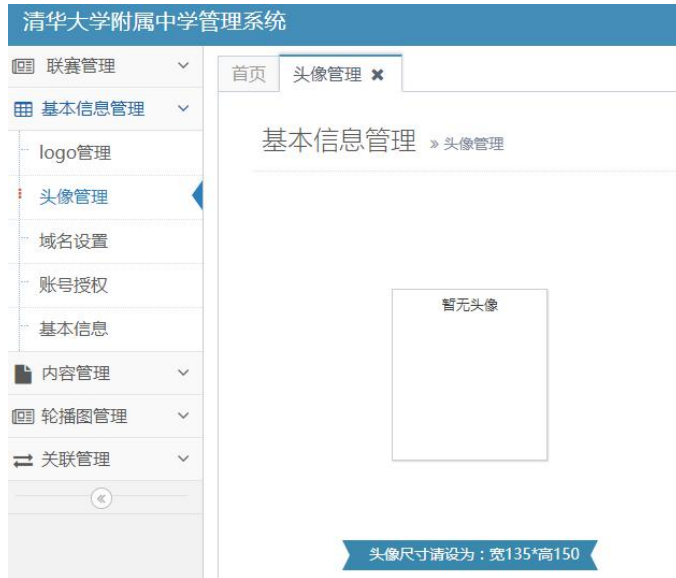 清华大学附属中学管理系统
联赛管理
基本信息管理
logo管理
头像管理
域名设置
账号授权
基本信息
内容管理
轮播图管理
关联管理
首页 头像管理 ✖
基本信息管理 » 头像管理
暂无头像
头像尺寸请设为：宽135*高150